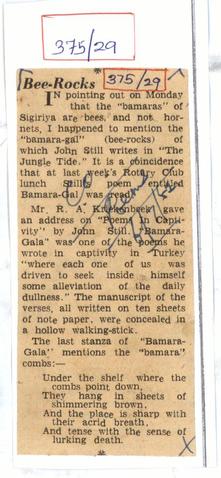 375/29
Bee-Rocks
375/29
IN pointing out on Monday
that the "bamaras" of
Sigiriya are bees, and not hor-
nets, I happened to mention the
"bamara-gal" (bee-rocks) of
which John Still writes in "The
Jungle Tide." It is a coincidence
that at last week's Rotary Club
lunch Still's poem entitled
Bamara-Gal was read.
Mr. R. A. gave
an address on "Poems In Capti-
vity" by John Still. "Bamara-
Gala" was one of the poems he
wrote in captivity in Turkey
"where each one of us was
driven to seek inside himself
some alleviation of the daily
dullness." The manuscript of the
verses, all written on ten sheets
of note paper, were concealed in
a hollow walking-stick.
The last stanza of "Bamara-
Gala" mentions the "bamara"
combs:—
Under the shelf where the
combs point down,
They hang in sheets of
shimmering brown,
And the place is sharp with
their acrid breath,
And tense with the sense of
lurking death.
X